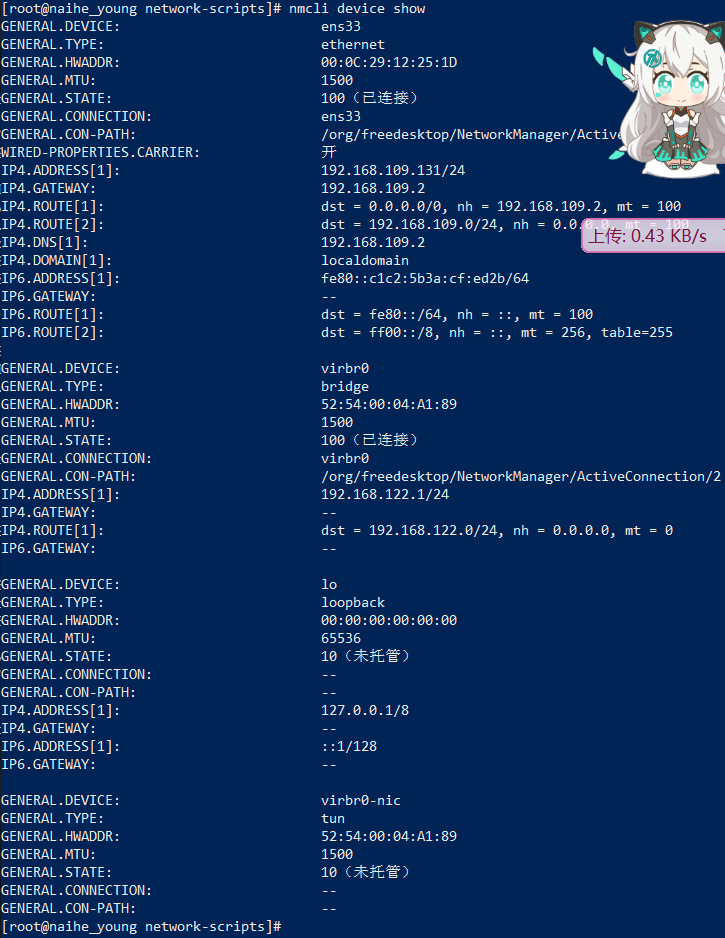 [root@naihe_young network-scripts]# nmcli device show
GENERAL.DEVICE: ens33
GENERAL.TYPE: ethernet
GENERAL.HWADDR: 00:0C:29:12:25:1D
GENERAL.MTU: 1500
GENERAL.STATE: 100（已连接）
GENERAL.CONNECTION: ens33
GENERAL.CON-PATH: /org/freedesktop/NetworkManager/Active
WIRED-PROPERTIES.CARRIER: 开
IP4.ADDRESS[1]: 192.168.109.131/24
IP4.GATEWAY: 192.168.109.2
IP4.ROUTE[1]: dst = 0.0.0.0/0, nh = 192.168.109.2, mt = 100
IP4.ROUTE[2]: dst = 192.168.109.0/24, nh = 0.0.0.0, mt = 100
上传: 0.43 KB/s
IP4.DNS[1]: 192.168.109.2
IP4.DOMAIN[1]: localdomain
IP6.ADDRESS[1]: fe80::c1c2:5b3a:cf:ed2b/64
IP6.GATEWAY: --
IP6.ROUTE[1]: dst = fe80::/64, nh = ::, mt = 100
IP6.ROUTE[2]: dst = ff00::/8, nh = ::, mt = 256, table=255
GENERAL.DEVICE: virbr0
GENERAL.TYPE: bridge
GENERAL.HWADDR: 52:54:00:04:A1:89
GENERAL.MTU: 1500
GENERAL.STATE: 100（已连接）
GENERAL.CONNECTION: virbr0
GENERAL.CON-PATH: /org/freedesktop/NetworkManager/ActiveConnection/2
IP4.ADDRESS[1]: 192.168.122.1/24
IP4.GATEWAY: --
IP4.ROUTE[1]: dst = 192.168.122.0/24, nh = 0.0.0.0, mt = 0
IP6.GATEWAY: --
GENERAL.DEVICE: lo
GENERAL.TYPE: loopback
GENERAL.HWADDR: 00:00:00:00:00:00
GENERAL.MTU: 65536
GENERAL.STATE: 10（未托管）
GENERAL.CONNECTION: --
GENERAL.CON-PATH: --
IP4.ADDRESS[1]: 127.0.0.1/8
IP4.GATEWAY: --
IP6.ADDRESS[1]: ::1/128
IP6.GATEWAY: --
GENERAL.DEVICE: virbr0-nic
GENERAL.TYPE: tun
GENERAL.HWADDR: 52:54:00:04:A1:89
GENERAL.MTU: 1500
GENERAL.STATE: 10（未托管）
GENERAL.CONNECTION: --
GENERAL.CON-PATH: --
[root@naihe_young network-scripts]#